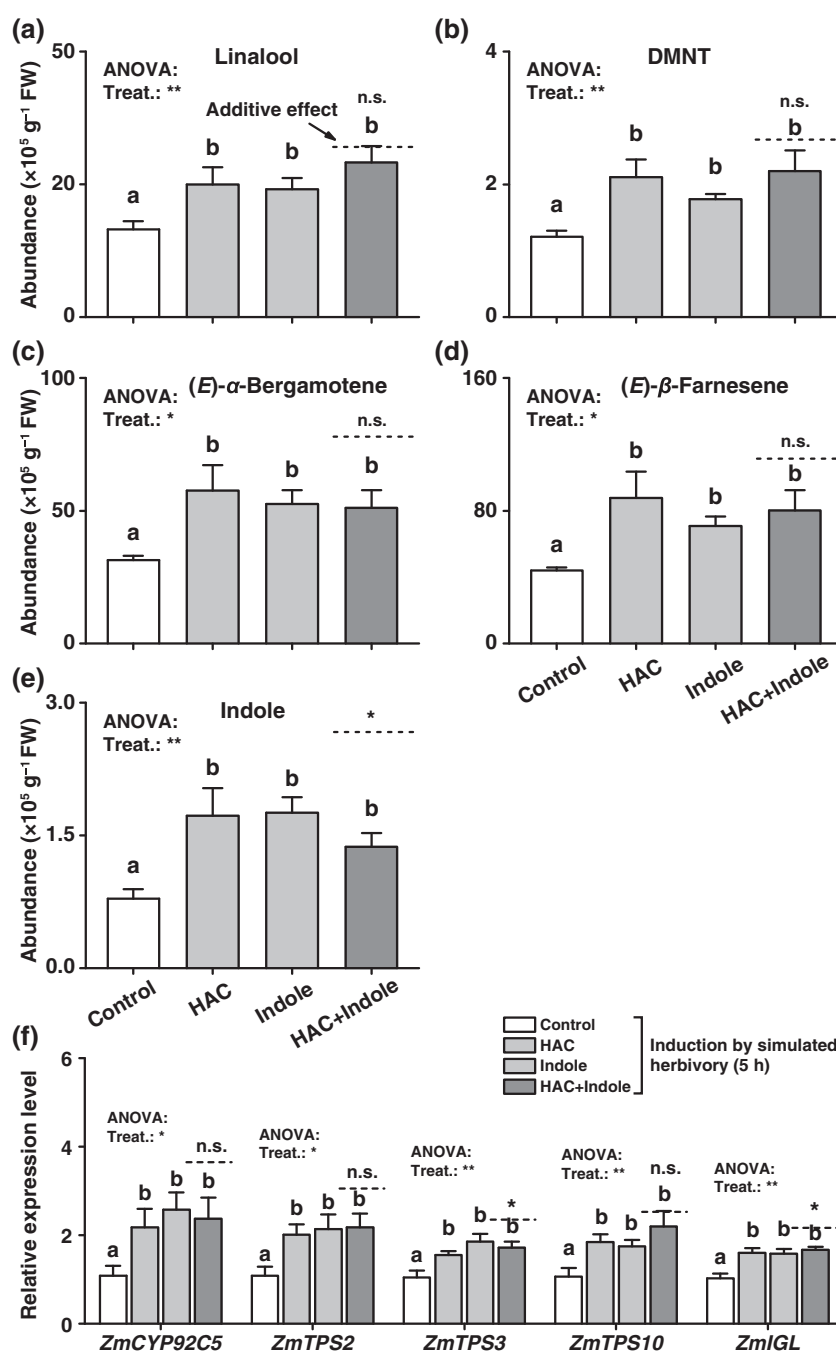 (a)
Linalool
ANOVA:
Treat.: **
Additive effect
n.s.
a
b
b
b
50
20
0
Abundance (×10⁵ g⁻¹ FW)
(b)
DMNT
ANOVA:
Treat.: **
n.s.
a
b
b
b
4
2
0
(c)
(E)-α-Bergamotene
ANOVA:
Treat.: *
n.s.
a
b
b
b
100
50
0
Abundance (×10⁵ g⁻¹ FW)
(d)
(E)-β-Farnesene
ANOVA:
Treat.: *
n.s.
a
b
b
b
160
80
0
Control
HAC
Indole
HAC+Indole
(e)
Indole
ANOVA:
Treat.: **
*
a
b
b
b
3.0
1.5
0.0
Abundance (×10⁵ g⁻¹ FW)
Control
HAC
Indole
HAC+Indole
(f)
Control
HAC
Indole
HAC+Indole
Induction by simulated
herbivory (5 h)
6
4
2
0
Relative expression level
ANOVA:
Treat.: *
n.s.
a
b
b
b
ANOVA:
Treat.: *
n.s.
a
b
b
b
ANOVA:
Treat.: **
*
a
b
b
b
ANOVA:
Treat.: **
n.s.
a
b
b
b
ANOVA:
Treat.: **
*
a
b
b
b
ZmCYP92C5
ZmTPS2
ZmTPS3
ZmTPS10
ZmIGL